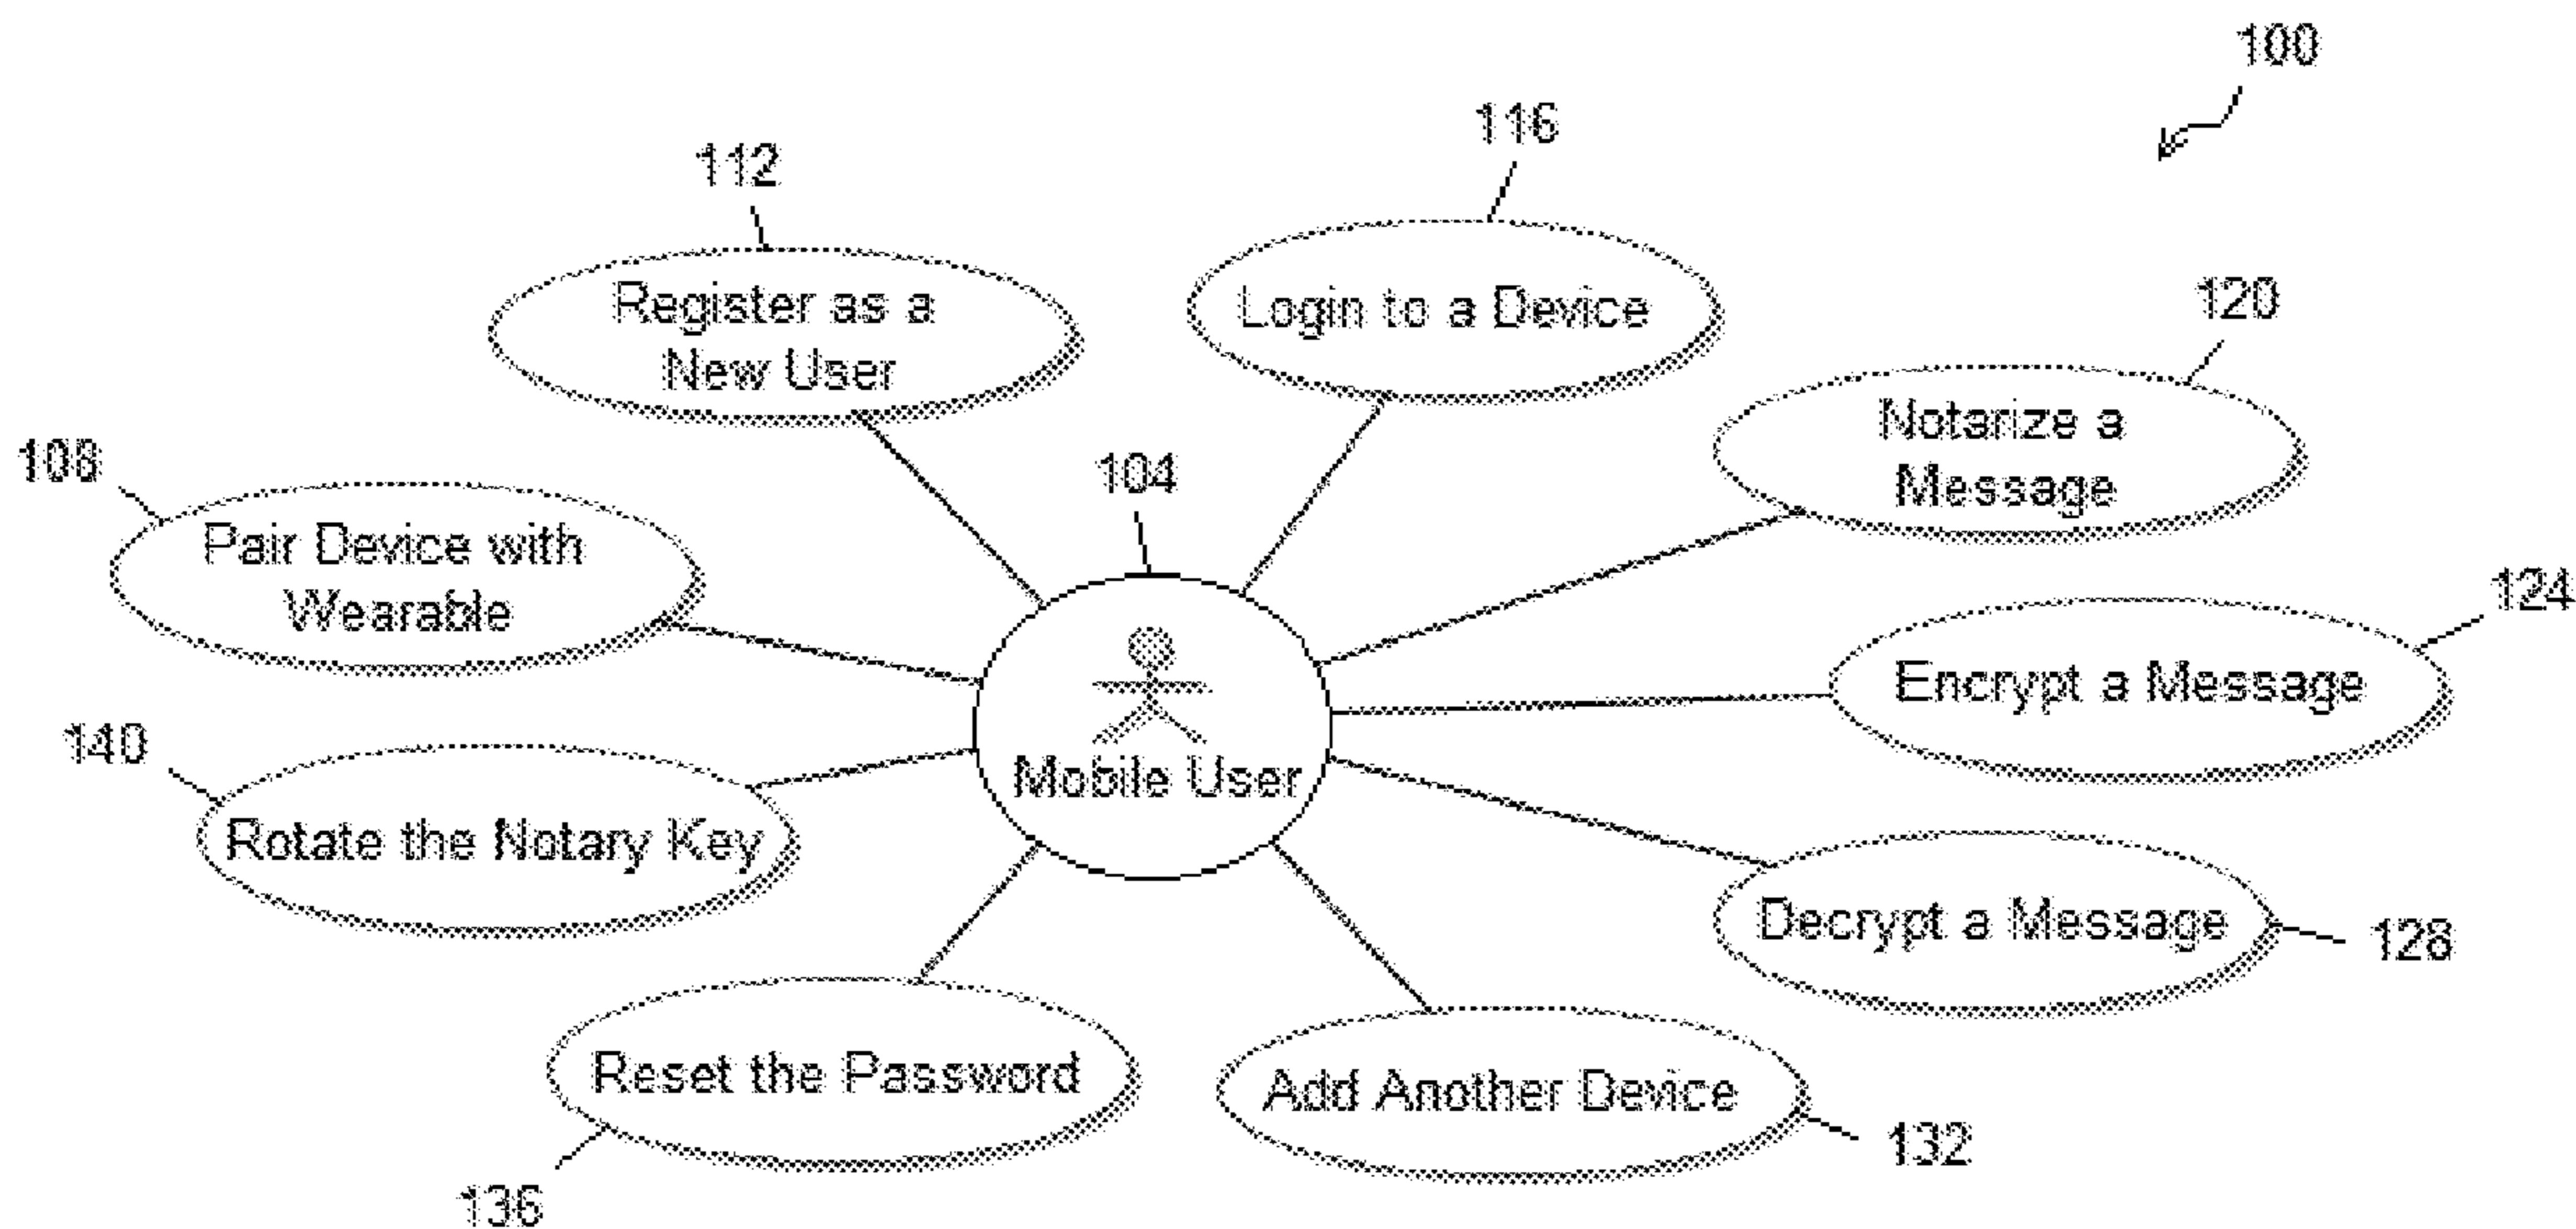 100
116
112
Register as a
New User
Login to a Device
120
Notarize a
Message
108
Pair Device with
Wearable
104
Mobile User
124
Encrypt a Message
140
Rotate the Notary Key
Decrypt a Message
128
Reset the Password
136
Add Another Device
132